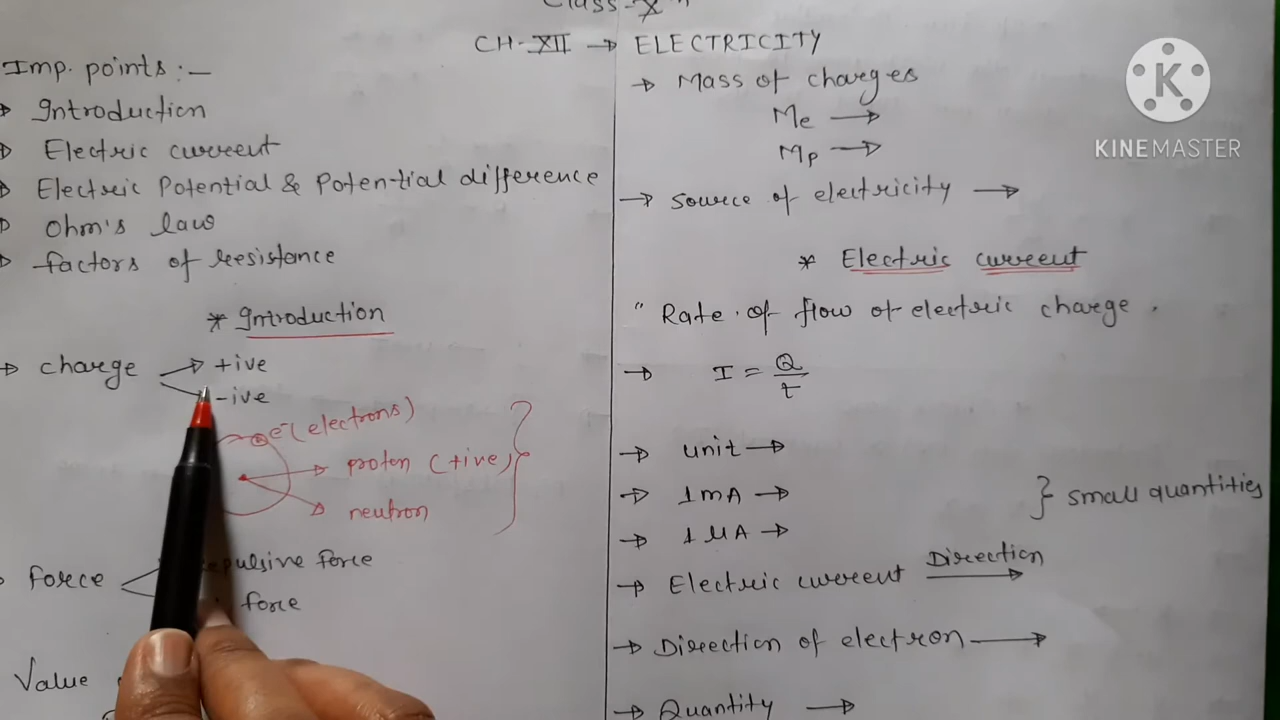 Class-X
CH-XII → ELECTRICITY
Imp. points :-
→ Introduction
→ Electric current
→ Electric Potential & Potential difference
→ Ohm's law
→ factors of resistance
* Introduction
→ charge → +ive
→ -ive
e- (electrons)
→ proton (+ive)
→ neutron
→ force
repulsive force
force
Value
→ Mass of charges
Me →
Mp →
→ source of electricity →
* Electric current
" Rate of flow of electric charge.
→ I = Q/t
→ unit →
→ 1mA →
→ 1µA →
} small quantities
→ Electric current Direction →
→ Direction of electron →
→ Quantity →
K
KINEMASTER